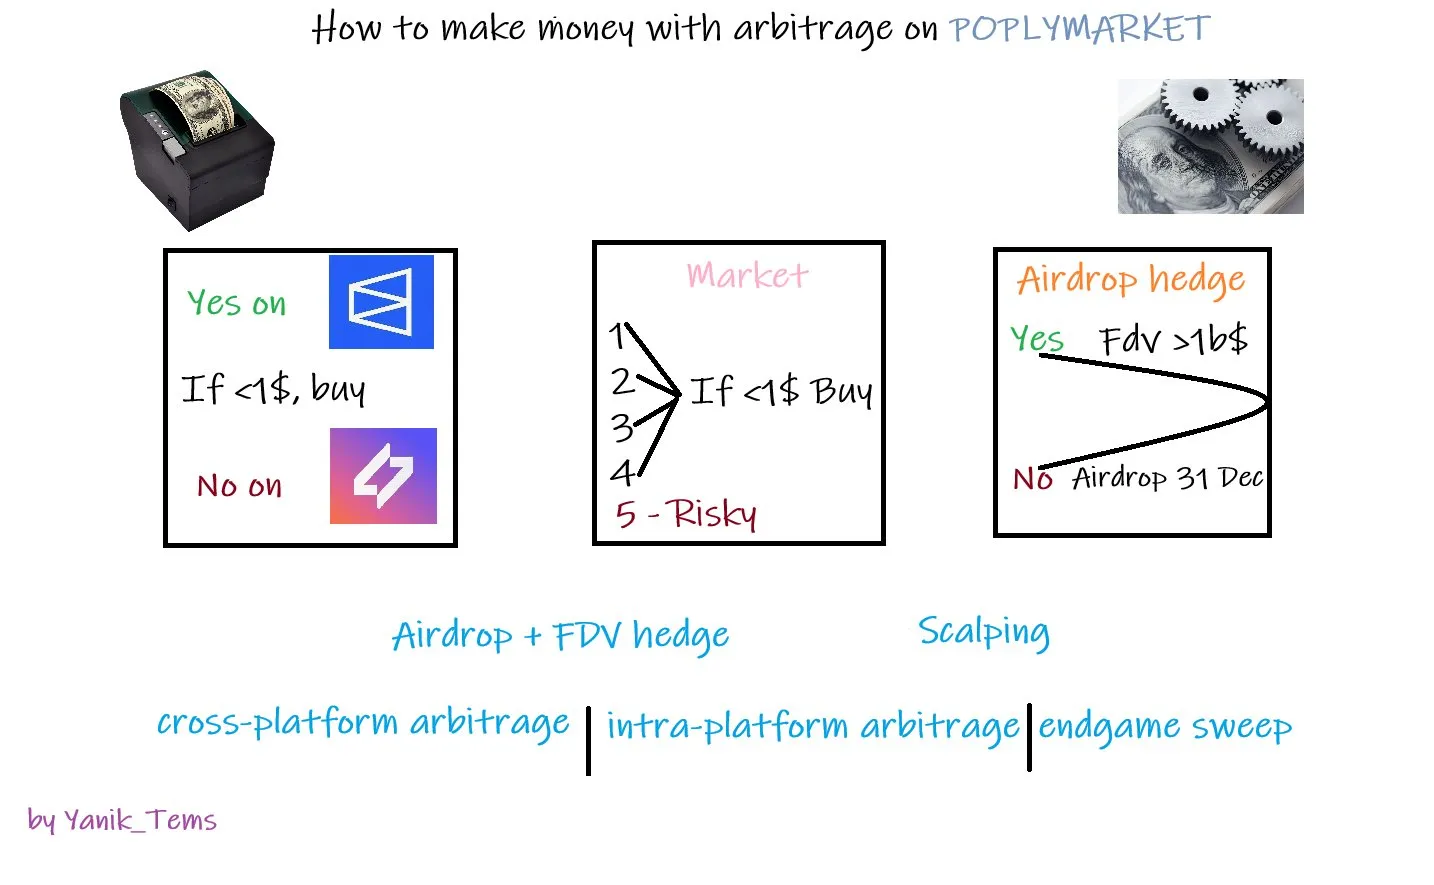 How to make money with arbitrage on POPLYMARKET
Yes on
If <1$, buy
No on
Market
1
2
3
4
If <1$ Buy
5 - Risky
Airdrop hedge
Yes Fdv >1b$
No Airdrop 31 Dec
Airdrop + FDV hedge
Scalping
cross-platform arbitrage
intra-platform arbitrage
endgame sweep
by Yanik_Tems